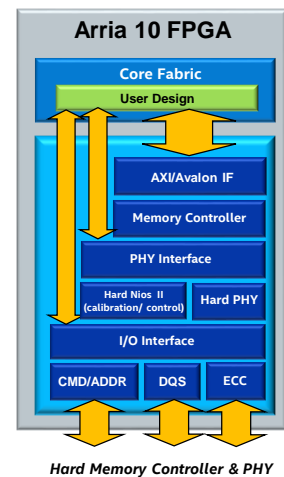 Arria 10 FPGA
Core Fabric
User Design
AXI/Avalon IF
Memory Controller
PHY Interface
Hard Nios II
(calibration/ control)
Hard PHY
I/O Interface
CMD/ADDR
DQS
ECC
Hard Memory Controller & PHY